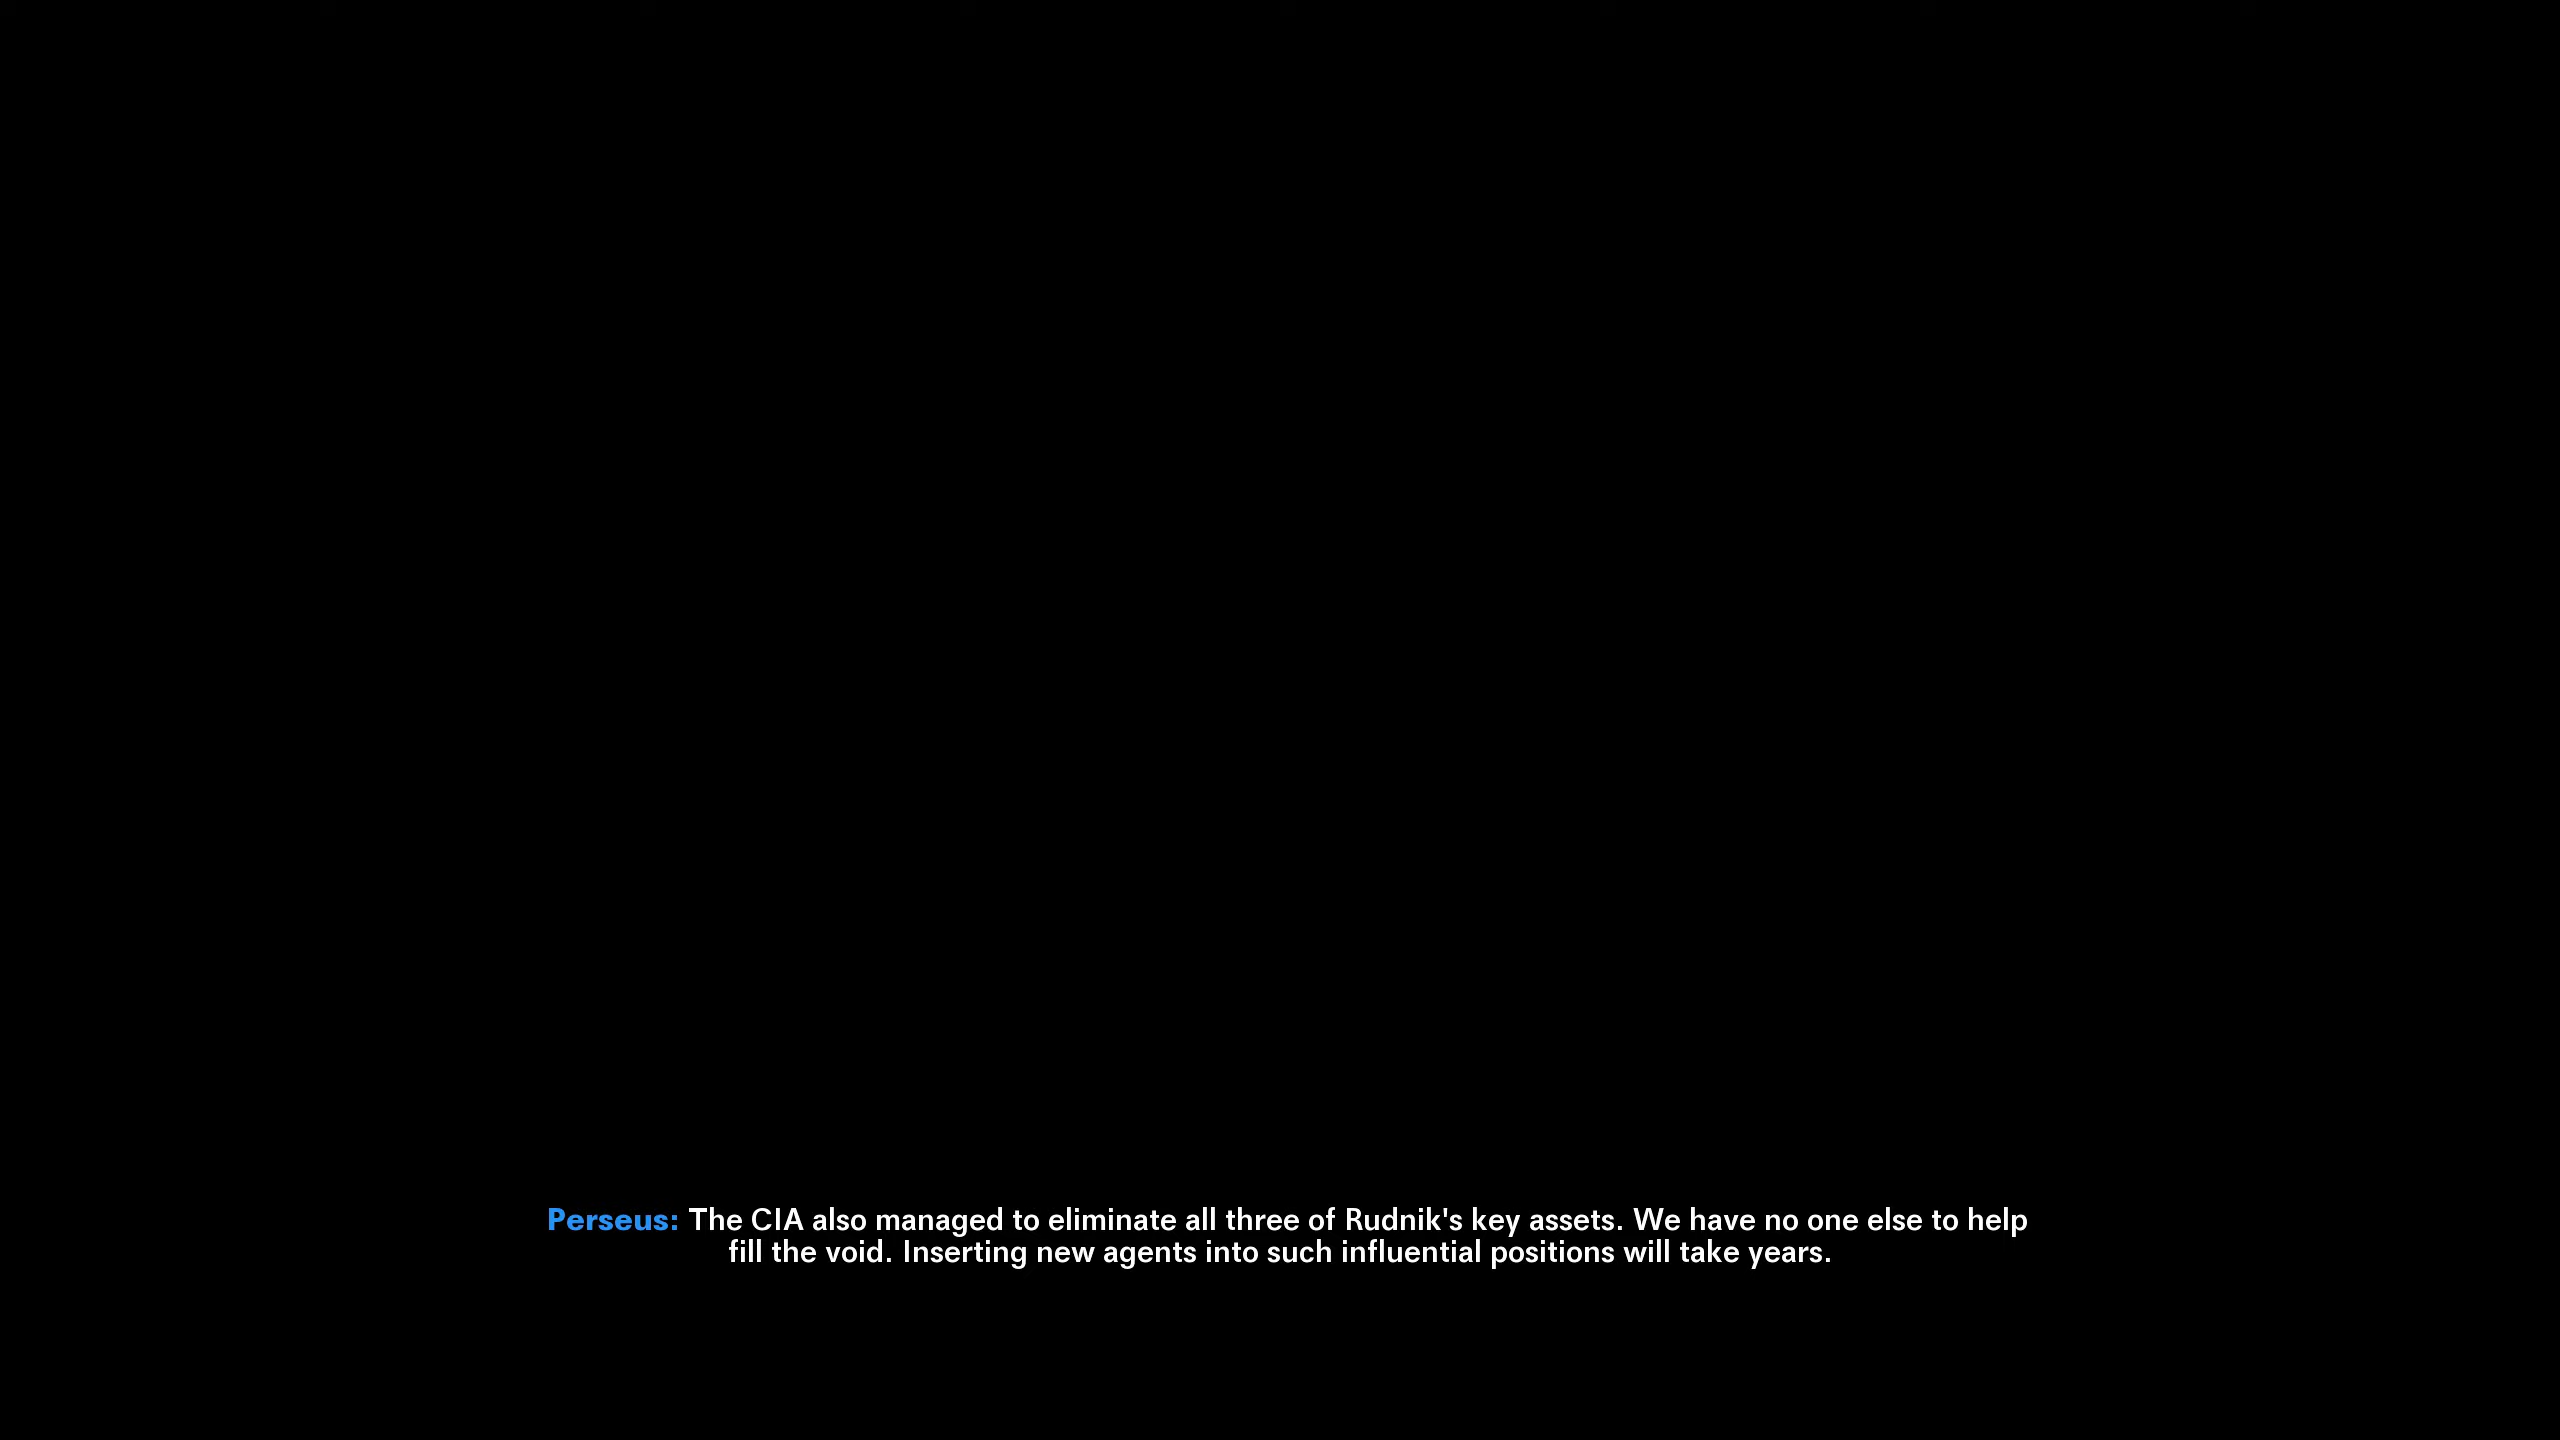 Perseus: The CIA also managed to eliminate all three of Rudnik's key assets. We have no one else to help
fill the void. Inserting new agents into such influential positions will take years.